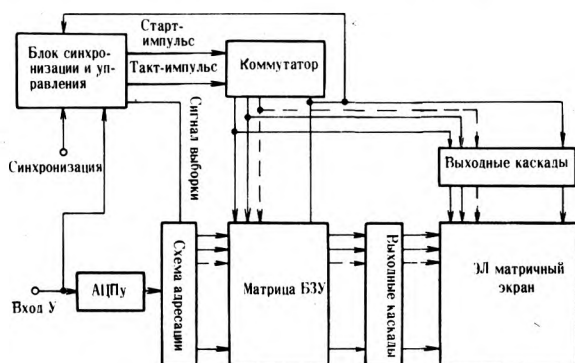 Старт-
импульс
Блок синхро-
низации и уп-
равления
Такт-импульс
Коммутатор
Сигнал выборки
Синхронизация
Выходные каскады
Схема адресации
Матрица БЗУ
Выходные каскады
ЭЛ матричный
экран
АЦПу
Вход У